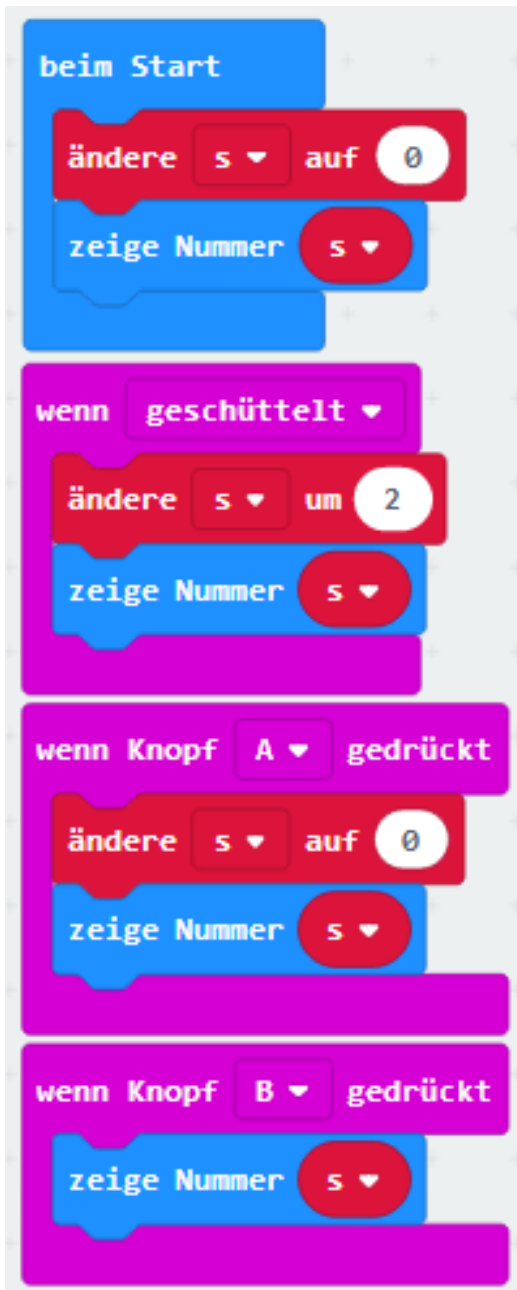 beim Start
ändere s auf 0
zeige Nummer s
wenn geschüttelt
ändere s um 2
zeige Nummer s
wenn Knopf A gedrückt
ändere s auf 0
zeige Nummer s
wenn Knopf B gedrückt
zeige Nummer s